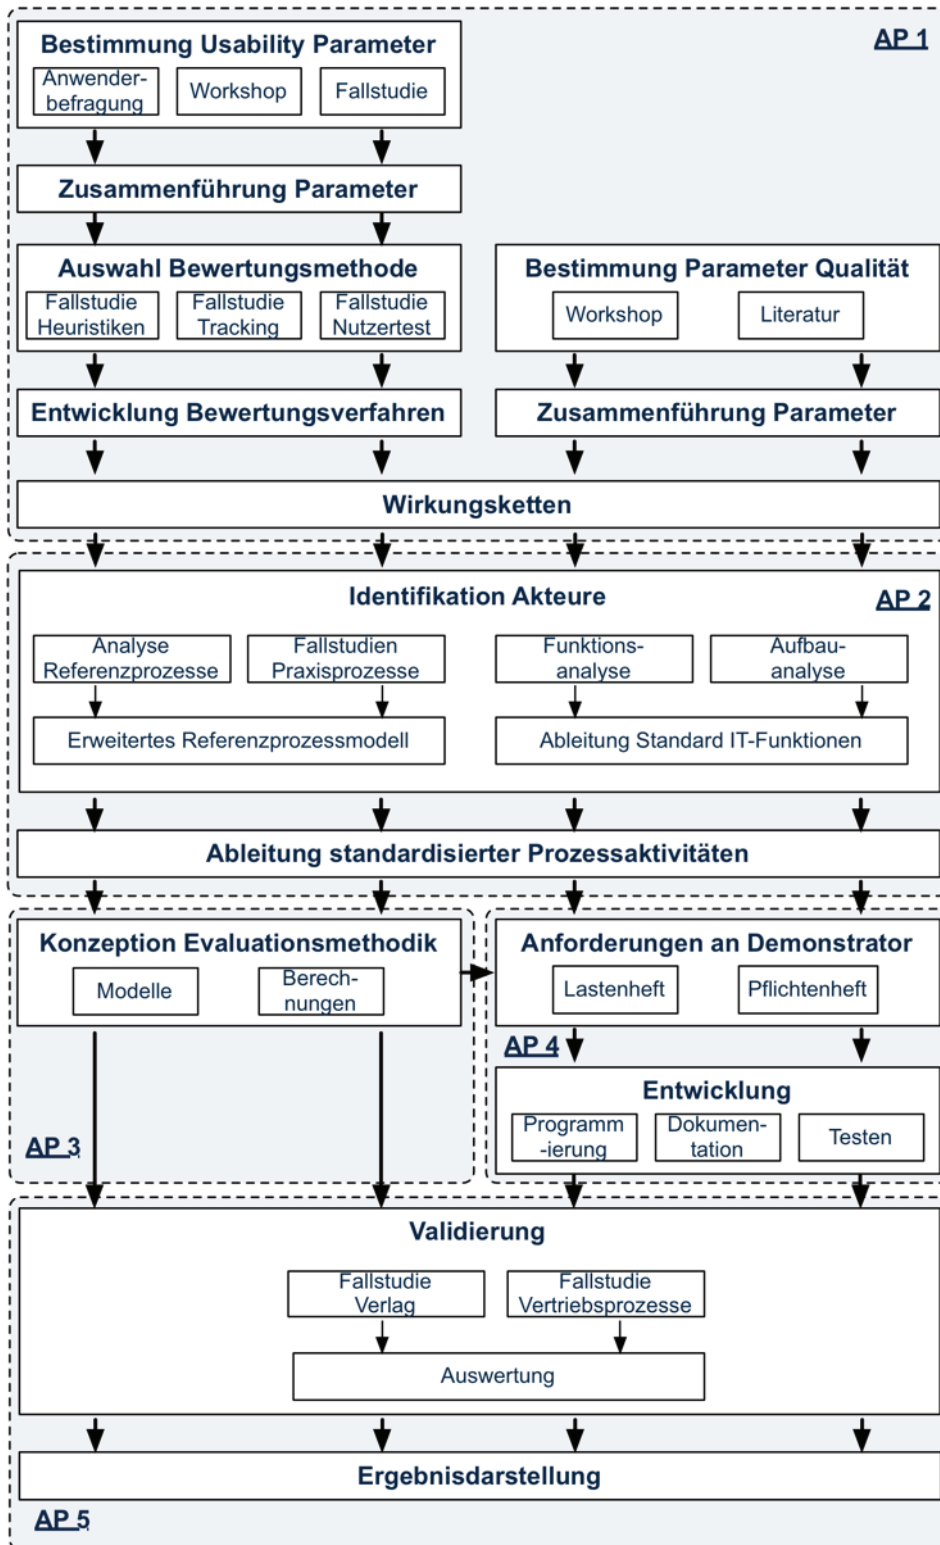 Bestimmung Usability Parameter
AP 1
Anwender-
befragung
Workshop
Fallstudie
Zusammenführung Parameter
Auswahl Bewertungsmethode
Fallstudie
Heuristiken
Fallstudie
Tracking
Fallstudie
Nutzertest
Bestimmung Parameter Qualität
Workshop
Literatur
Entwicklung Bewertungsverfahren
Zusammenführung Parameter
Wirkungsketten
Identifikation Akteure
AP 2
Analyse
Referenzprozesse
Fallstudien
Praxisprozesse
Funktions-
analyse
Aufbau-
analyse
Erweitertes Referenzprozessmodell
Ableitung Standard IT-Funktionen
Ableitung standardisierter Prozessaktivitäten
Konzeption Evaluationsmethodik
Modelle
Berech-
nungen
AP 3
Anforderungen an Demonstrator
Lastenheft
Pflichtenheft
AP 4
Entwicklung
Programm
-ierung
Dokumen-
tation
Testen
Validierung
Fallstudie
Verlag
Fallstudie
Vertriebsprozesse
Auswertung
Ergebnisdarstellung
AP 5